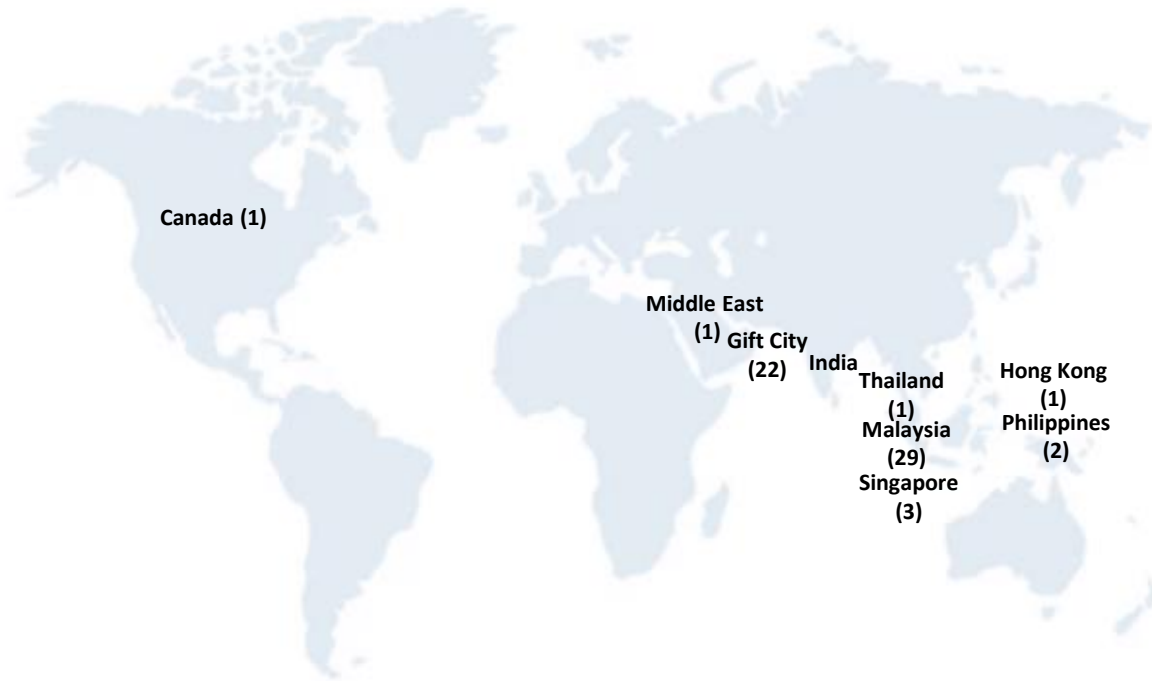 Canada (1)
Middle East
(1)
Gift City
(22)
India
Thailand
(1)
Malaysia
(29)
Singapore
(3)
Hong Kong
(1)
Philippines
(2)